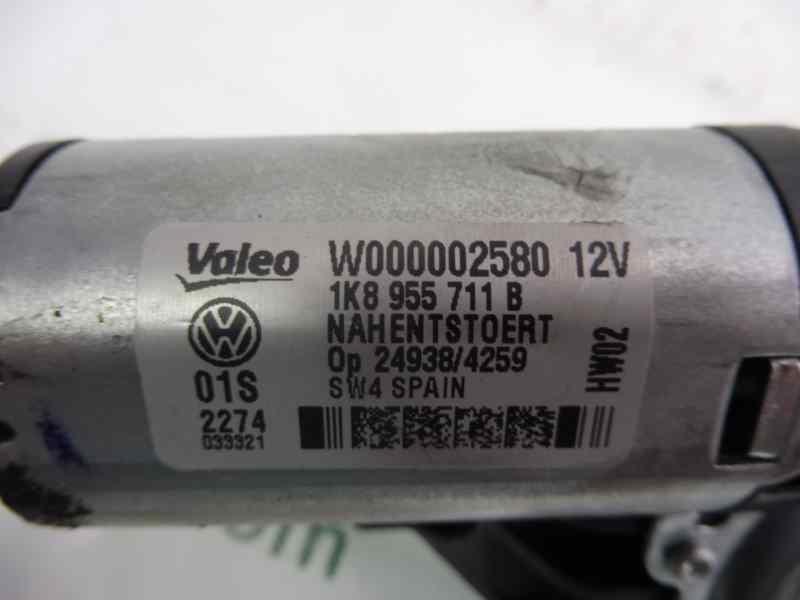 Valeo W000002580 12V
1K8 955 711 B
NAHENTSTOERT
Op 24938/4259
01S SW4 SPAIN
2274
033321
HW02